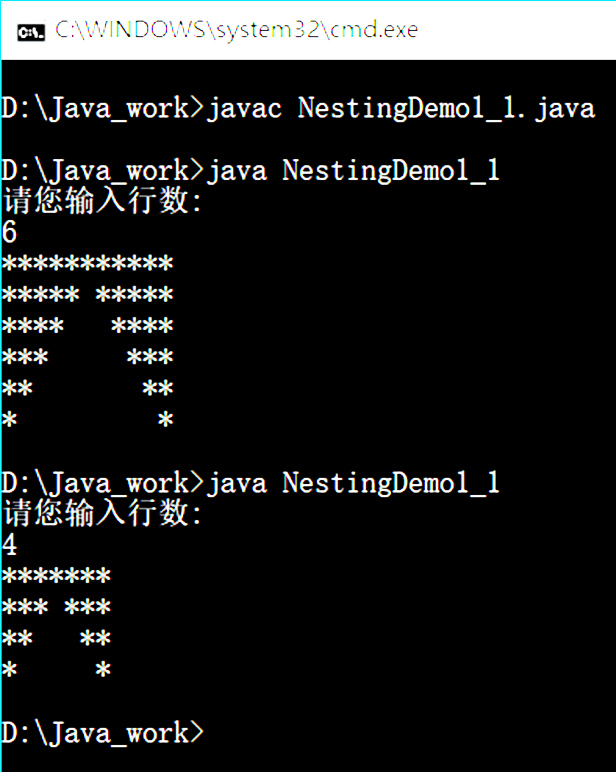 C:\WINDOWS\system32\cmd.exe
D:\Java_work>javac NestingDemo1_1.java
D:\Java_work>java NestingDemo1_1
请您输入行数:
6
***********
***** *****
****   ****
***     ***
**       **
*         *
D:\Java_work>java NestingDemo1_1
请您输入行数:
4
*******
*** ***
**   **
*     *
D:\Java_work>